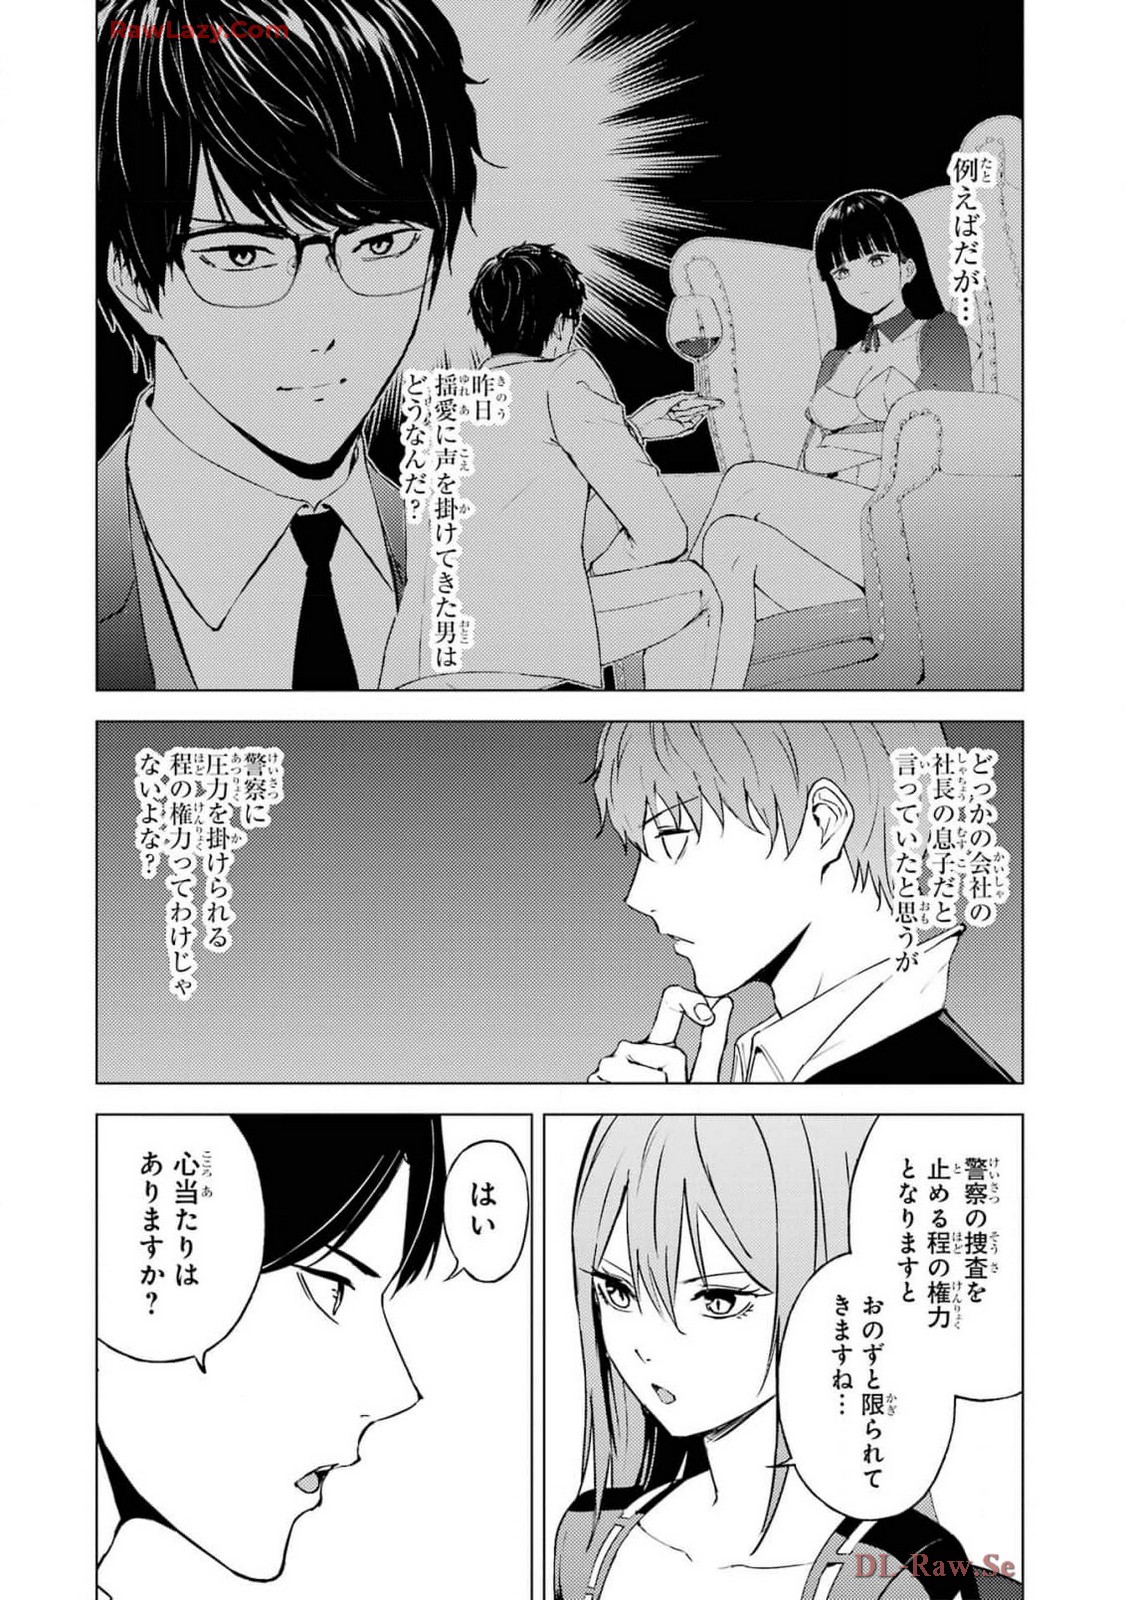 RawLazy.Com
例えばだが…
昨日
揺愛に声を掛けてきた男は
どうなんだ？
どっかの会社の
社長の息子だと
言っていたと思うが
警察に
圧力を掛けられる
程の権力ってわけじゃ
ないよな？
警察の捜査を
止める程の権力
となりますと
おのずと限られて
きますね…
はい
心当たりは
ありますか？
DL-Raw.Se